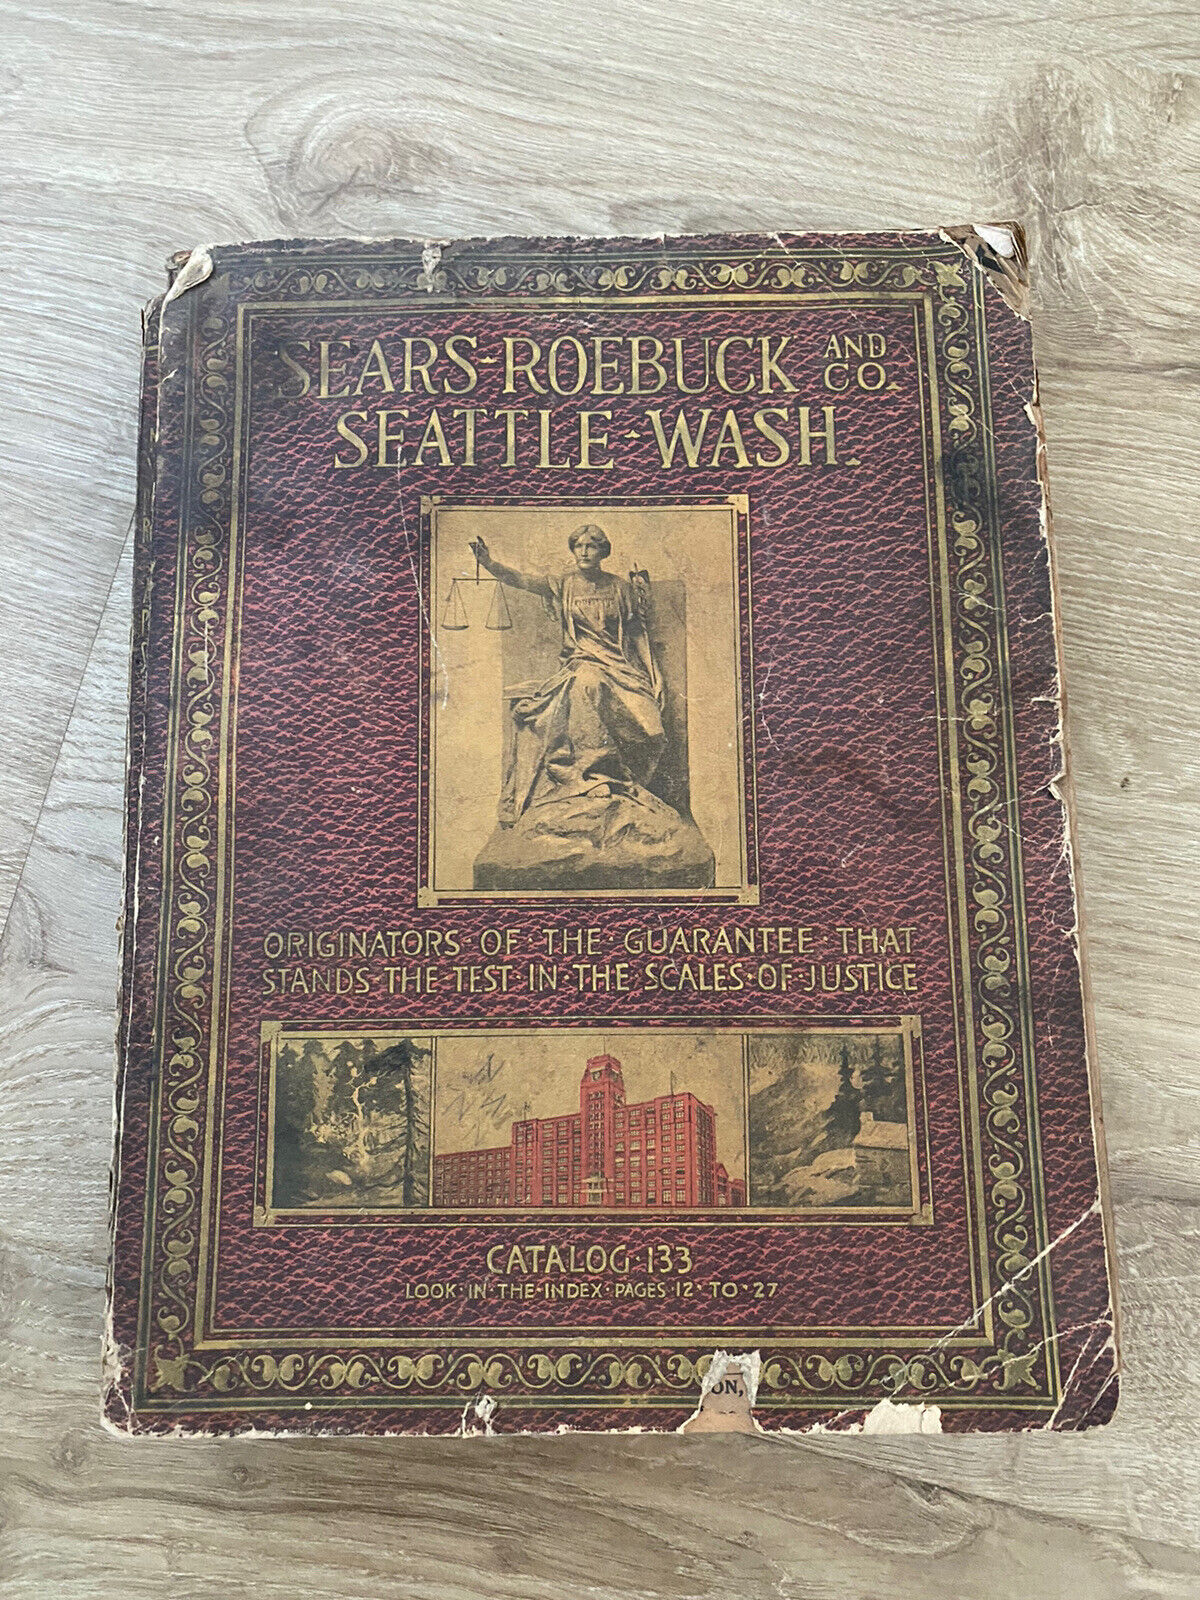 SEARS·ROEBUCK AND CO.
SEATTLE·WASH.
ORIGINATORS·OF·THE·GUARANTEE·THAT
STANDS·THE·TEST·IN·THE·SCALES·OF·JUSTICE
CATALOG·133
LOOK·IN·THE·INDEX·PAGES·12·TO·27
ON,